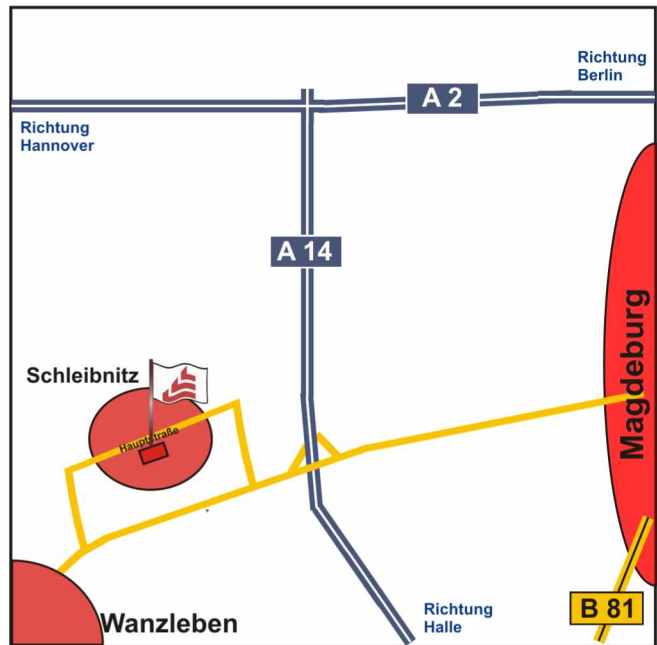 Richtung
Berlin
A 2
Richtung
Hannover
A 14
Magdeburg
Schleibnitz
Hauptstraße
B 81
Richtung
Halle
Wanzleben